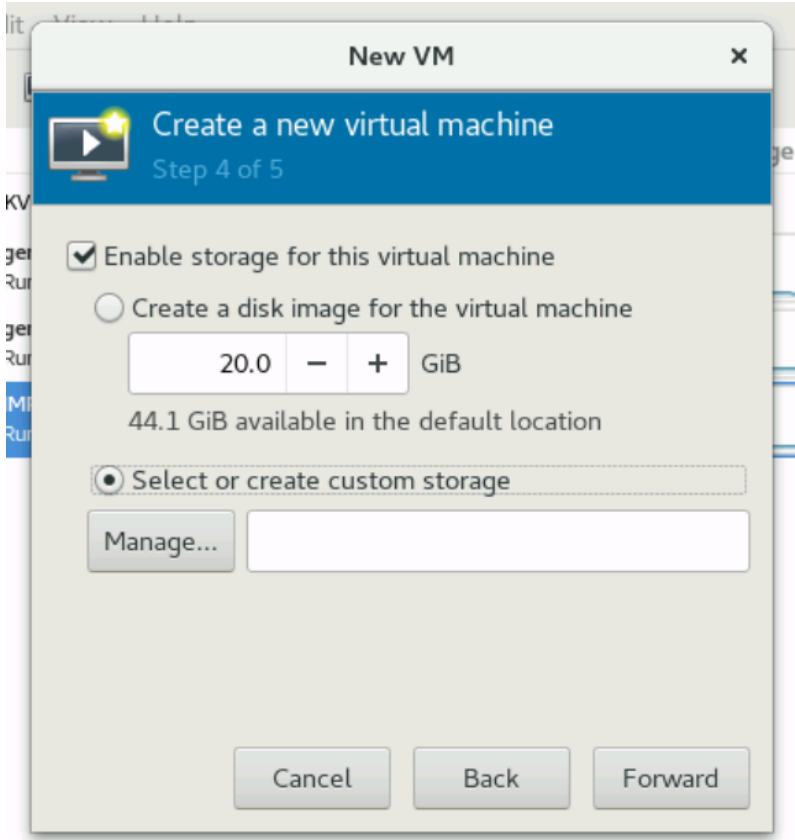 New VM
Create a new virtual machine
Step 4 of 5
Enable storage for this virtual machine
Create a disk image for the virtual machine
20.0 − + GiB
44.1 GiB available in the default location
Select or create custom storage
Manage...
Cancel Back Forward